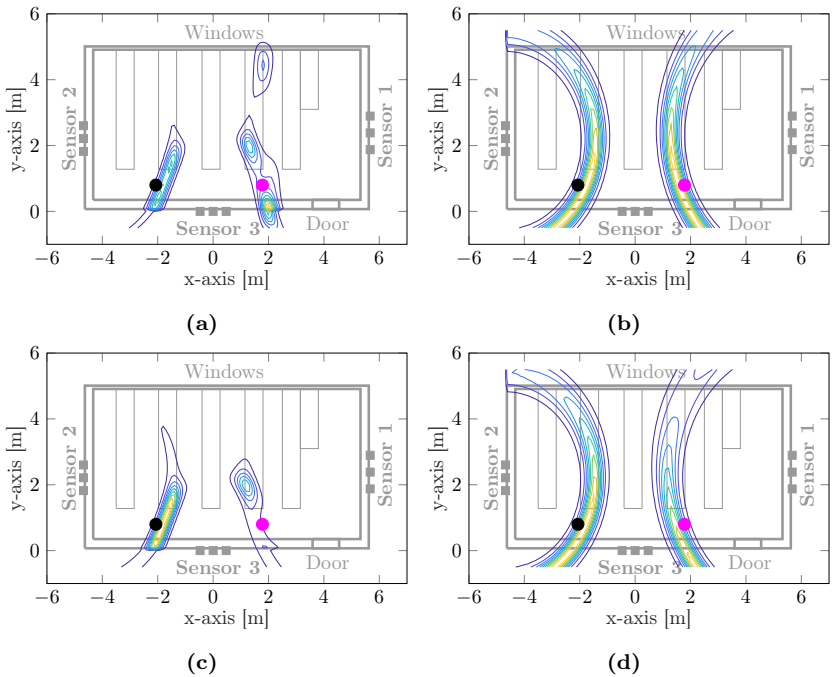 6
4
2
0
−6 −4 −2 0 2 4 6
x-axis [m]
y-axis [m]
Windows
Sensor 2
Sensor 1
Sensor 3
Door
(a)
6
4
2
0
−6 −4 −2 0 2 4 6
x-axis [m]
y-axis [m]
Windows
Sensor 2
Sensor 1
Sensor 3
Door
(b)
6
4
2
0
−6 −4 −2 0 2 4 6
x-axis [m]
y-axis [m]
Windows
Sensor 2
Sensor 1
Sensor 3
Door
(c)
6
4
2
0
−6 −4 −2 0 2 4 6
x-axis [m]
y-axis [m]
Windows
Sensor 2
Sensor 1
Sensor 3
Door
(d)